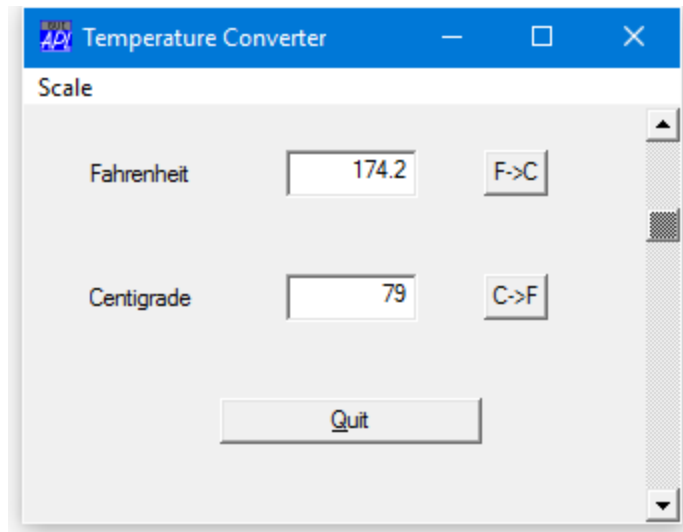 Temperature Converter
Scale
Fahrenheit 174.2 F->C
Centigrade 79 C->F
Quit